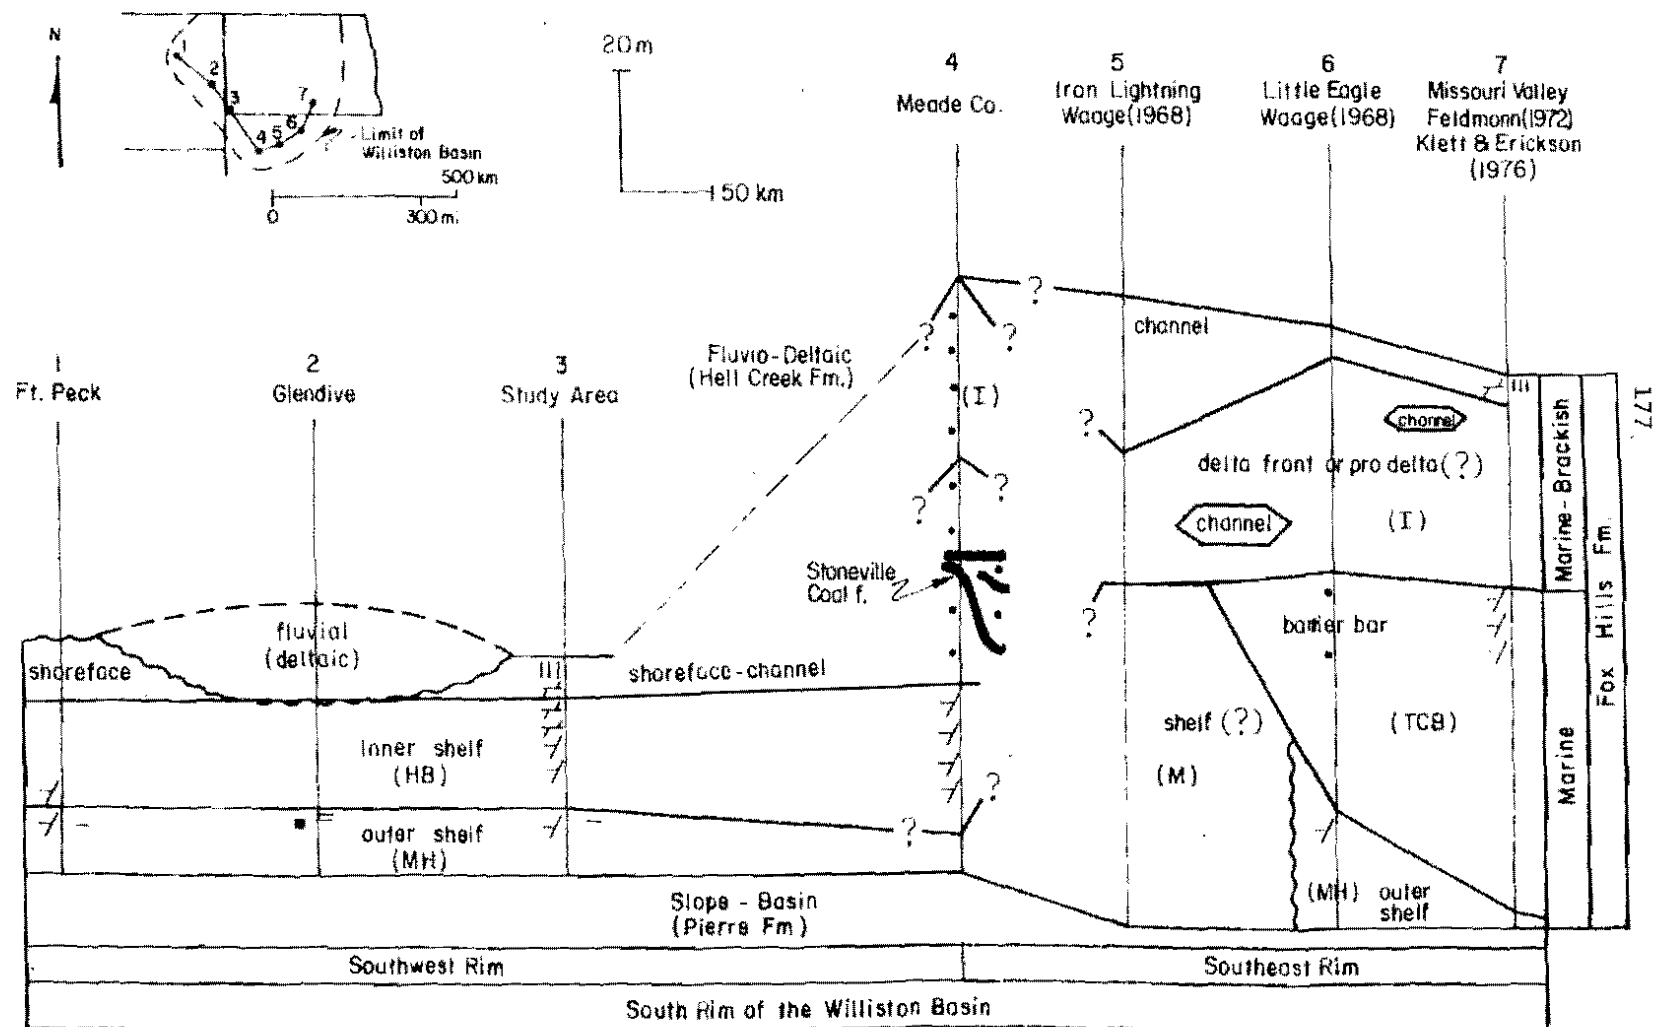 N
1
2
3
4
5
6
7
?
Limit of
Williston Basin
500 km
0
300 mi.
20 m
50 km
4
Meade Co.
5
Iron Lightning
Waage (1968)
6
Little Eagle
Waage (1968)
7
Missouri Valley
Feldmann (1972)
Klett & Erickson
(1976)
1
Ft. Peck
2
Glendive
3
Study Area
Fluvio-Deltaic
(Hell Creek Fm.)
?
?
?
channel
(I)
?
?
?
channel
delta front or pro delta (?)
channel
(I)
Stoneville
Coal f.
?
barrier bar
fluvial
(deltaic)
shoreface
shoreface-channel
inner shelf
(HB)
shelf (?)
(M)
(TCB)
?
?
outer shelf
(MH)
(MH) outer
shelf
Slope - Basin
(Pierre Fm)
Southwest Rim
Southeast Rim
South Rim of the Williston Basin
Marine-Brackish
Marine
Fox Hills Fm.
177